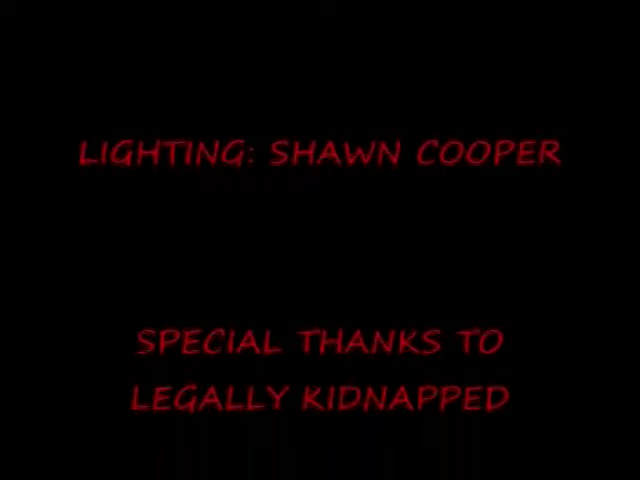 LIGHTING: SHAWN COOPER
SPECIAL THANKS TO
LEGALLY KIDNAPPED